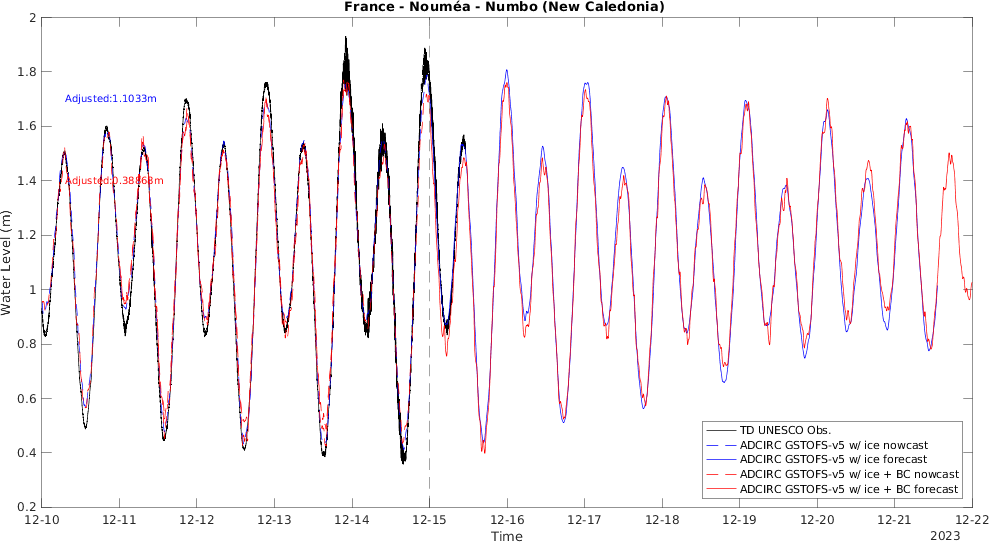 France - Nouméa - Numbo (New Caledonia)
2
1.8
1.6
1.4
1.2
1
0.8
0.6
0.4
0.2
Water Level (m)
Adjusted:1.1033m
Adjusted:0.38863m
TD UNESCO Obs.
ADCIRC GSTOFS-v5 w/ ice nowcast
ADCIRC GSTOFS-v5 w/ ice forecast
ADCIRC GSTOFS-v5 w/ ice + BC nowcast
ADCIRC GSTOFS-v5 w/ ice + BC forecast
12-10 12-11 12-12 12-13 12-14 12-15 12-16 12-17 12-18 12-19 12-20 12-21 12-22
Time
2023